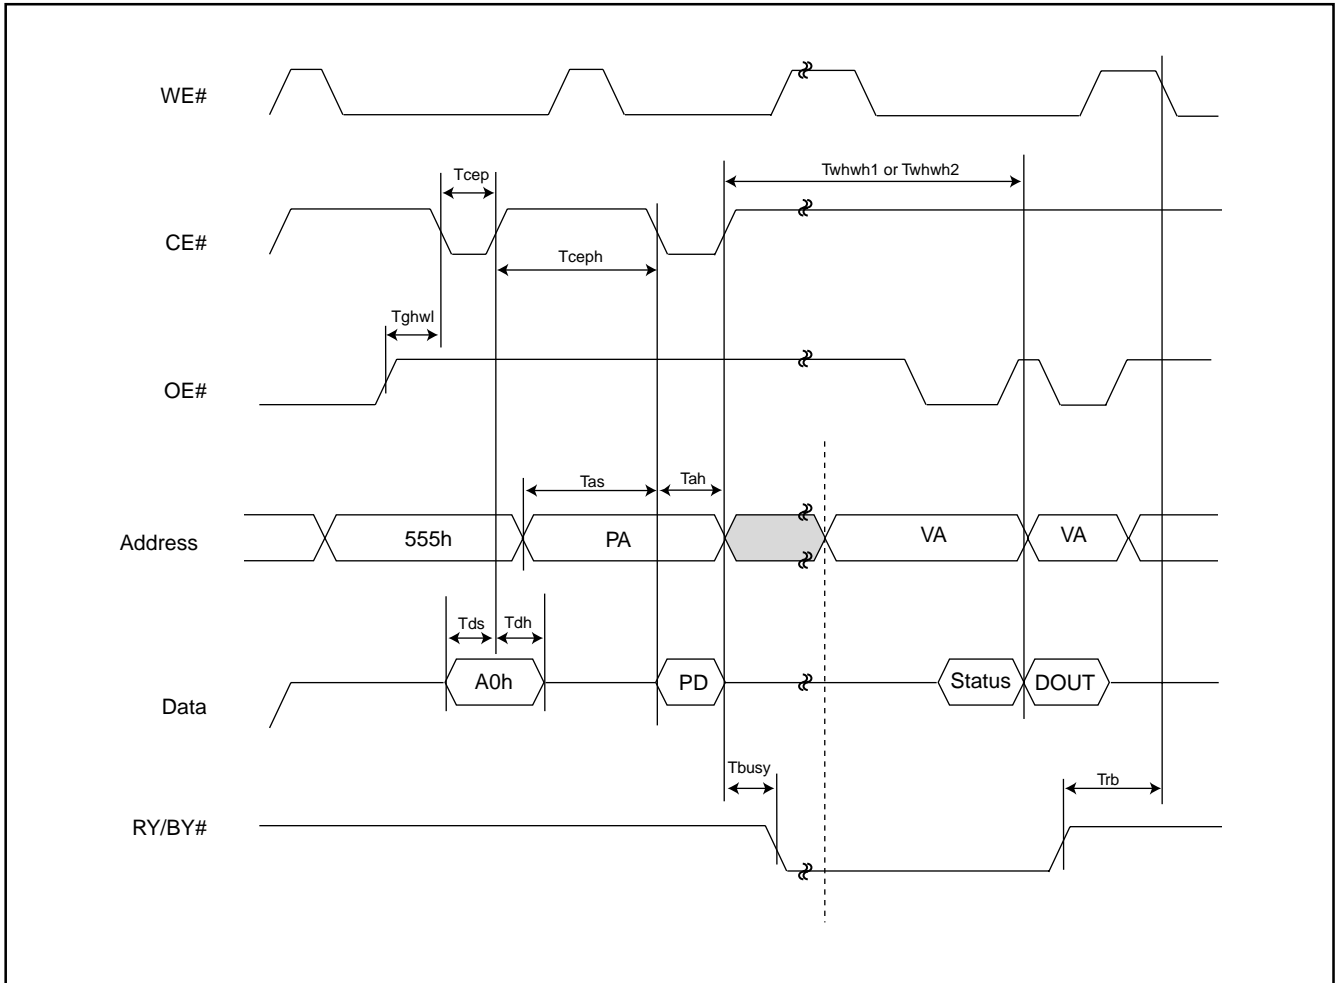 WE#
Tcep
Twhwh1 or Twhwh2
CE#
Tceph
Tghwl
OE#
Tas
Tah
Address
555h
PA
VA
VA
Tds
Tdh
Data
A0h
PD
Status
DOUT
Tbusy
Trb
RY/BY#